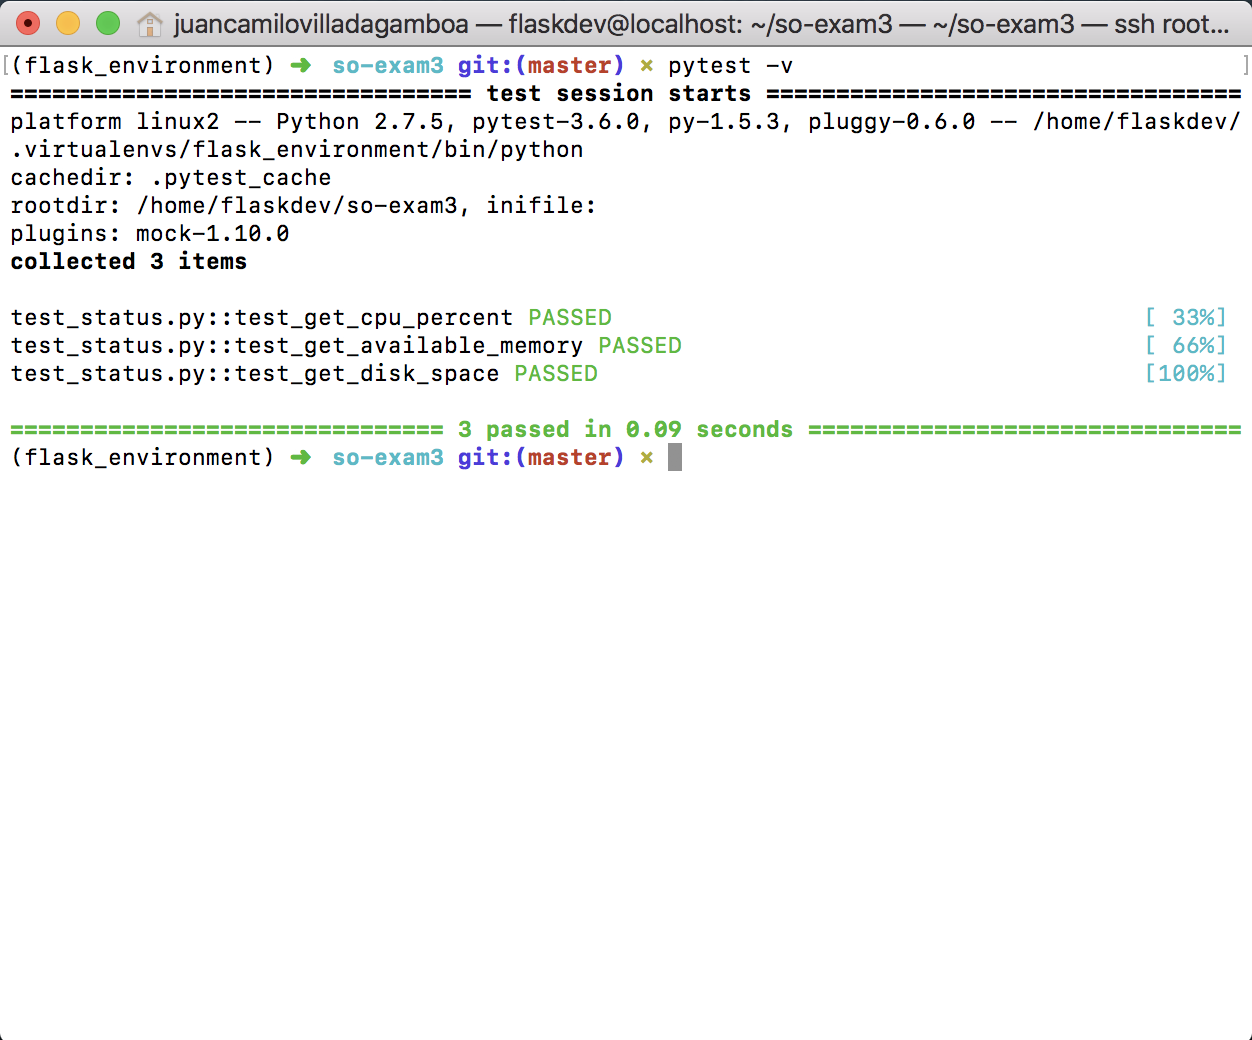 juancamilovilladagamboa — flaskdev@localhost: ~/so-exam3 — ~/so-exam3 — ssh root...
[(flask_environment) ➜  so-exam3 git:(master) ✗ pytest -v ]
================================= test session starts ==================================
platform linux2 -- Python 2.7.5, pytest-3.6.0, py-1.5.3, pluggy-0.6.0 -- /home/flaskdev/
.virtualenvs/flask_environment/bin/python
cachedir: .pytest_cache
rootdir: /home/flaskdev/so-exam3, inifile:
plugins: mock-1.10.0
collected 3 items
test_status.py::test_get_cpu_percent PASSED [ 33%]
test_status.py::test_get_available_memory PASSED [ 66%]
test_status.py::test_get_disk_space PASSED [100%]
=============================== 3 passed in 0.09 seconds ===============================
(flask_environment) ➜  so-exam3 git:(master) ✗